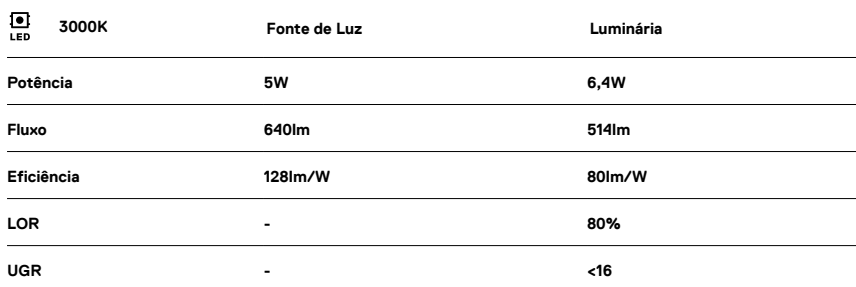 LED 3000K Fonte de Luz Luminária
Potência 5W 6,4W
Fluxo 640lm 514lm
Eficiência 128lm/W 80lm/W
LOR - 80%
UGR - <16